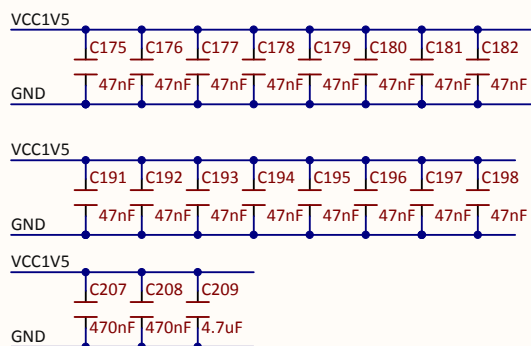 VCC1V5
C175 C176 C177 C178 C179 C180 C181 C182
47nF 47nF 47nF 47nF 47nF 47nF 47nF 47nF
GND
VCC1V5
C191 C192 C193 C194 C195 C196 C197 C198
47nF 47nF 47nF 47nF 47nF 47nF 47nF 47nF
GND
VCC1V5
C207 C208 C209
470nF 470nF 4.7uF
GND